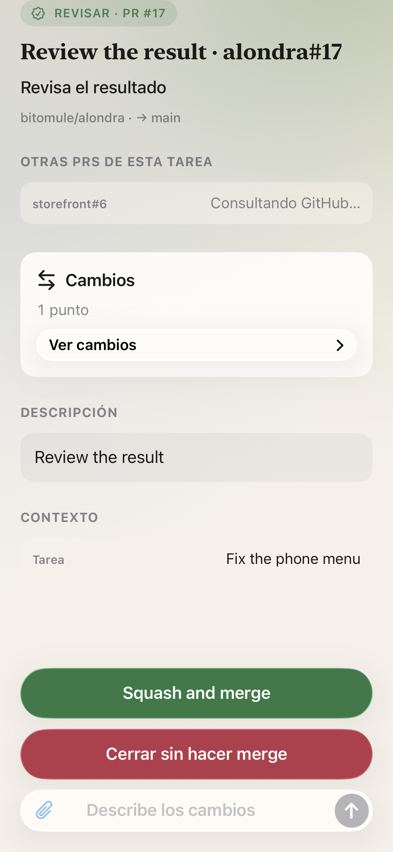 REVISAR · PR #17
Review the result · alondra#17
Revisa el resultado
bitomule/alondra · → main
OTRAS PRS DE ESTA TAREA
storefront#6 Consultando GitHub...
Cambios
1 punto
Ver cambios
DESCRIPCIÓN
Review the result
CONTEXTO
Tarea Fix the phone menu
Squash and merge
Cerrar sin hacer merge
Describe los cambios